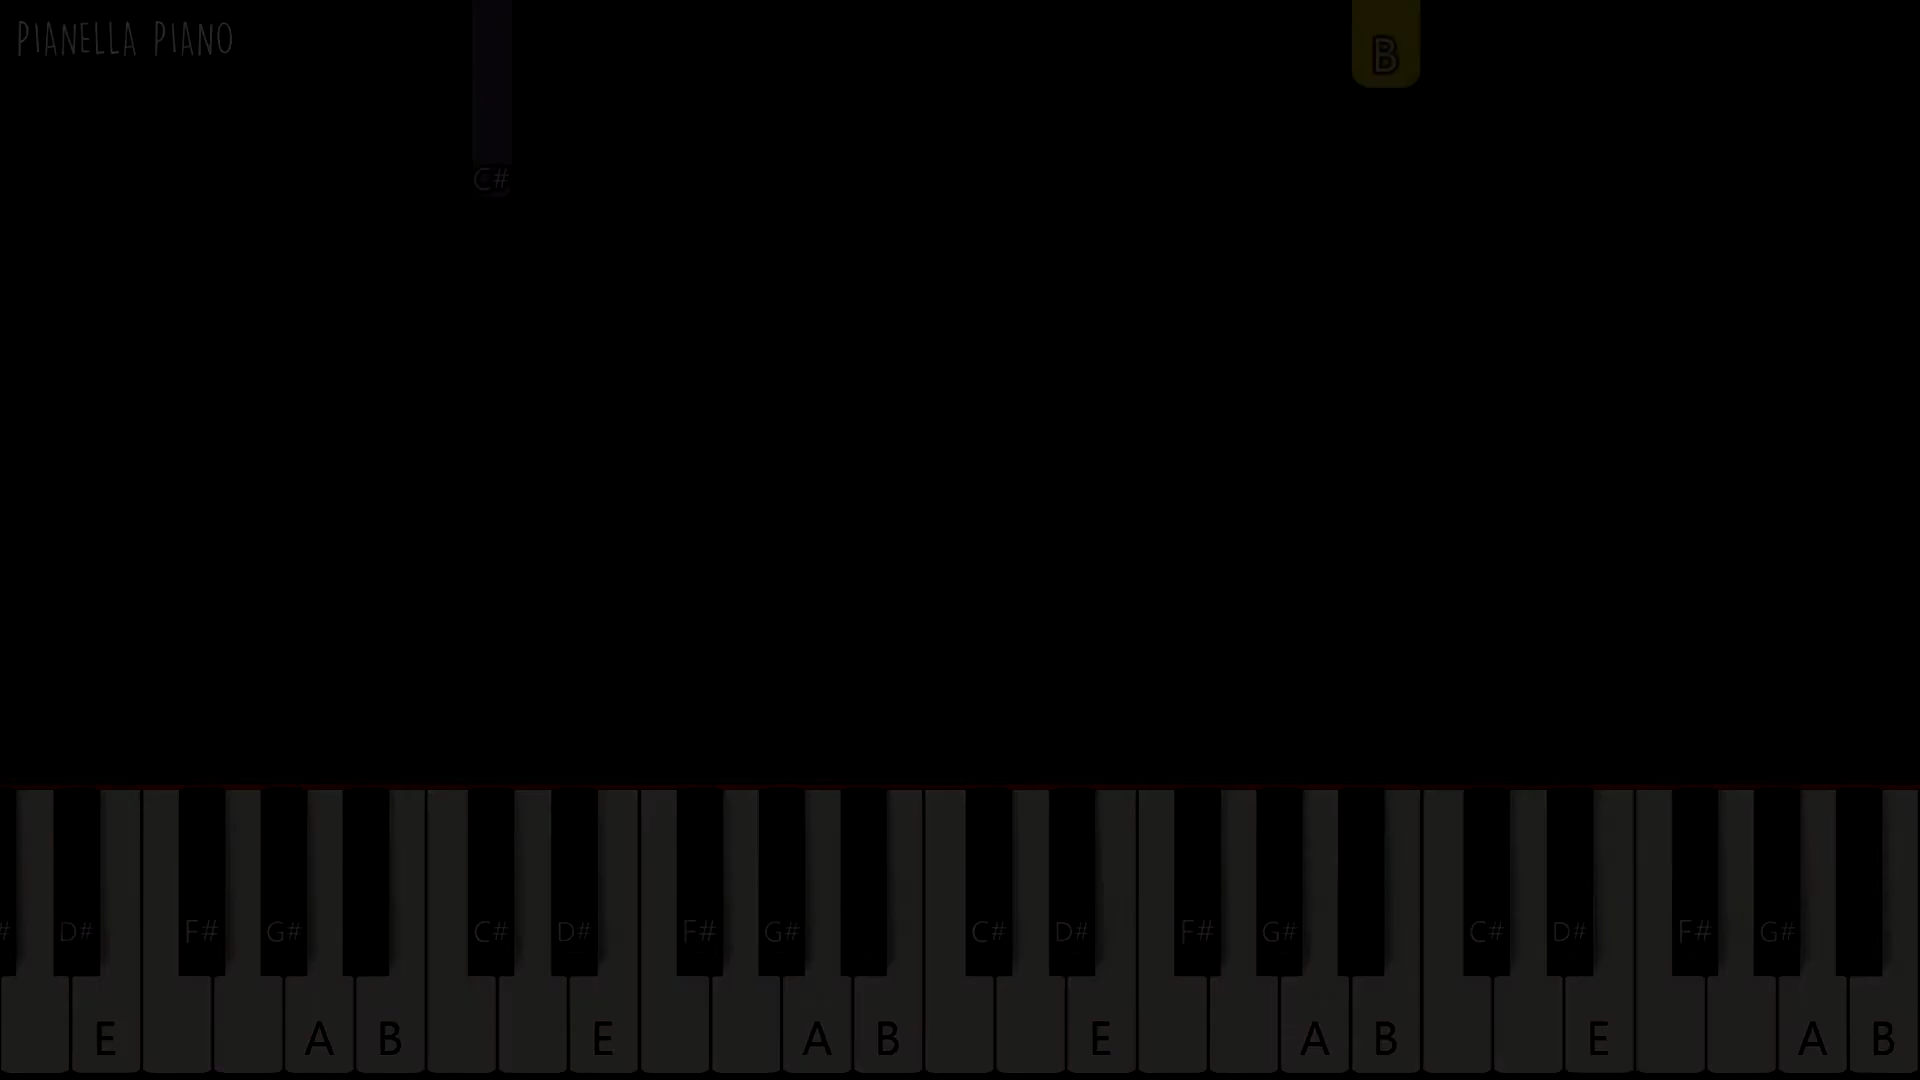 PIANELLA PIANO
B
C#
# D# F# G# C# D# F# G# C# D# F# G# C# D# F# G#
E A B E A B E A B E A B